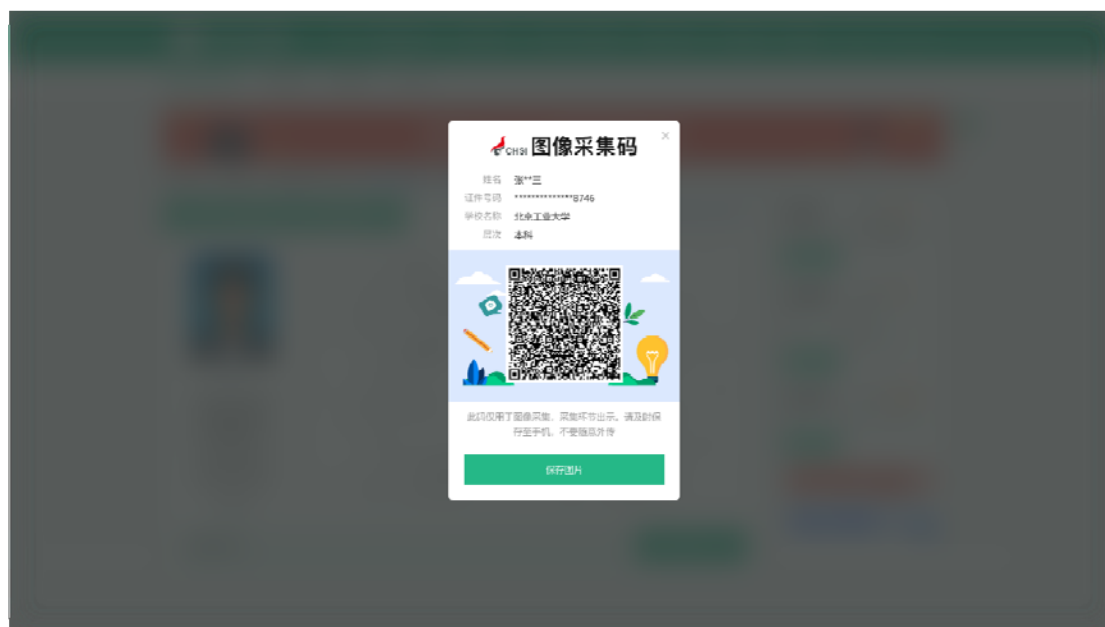 CHSI 图像采集码
×
姓名 张**三
证件号码 **************8746
学校名称 北京工业大学
层次 本科
此码仅用于图像采集，采集环节出示。请及时保
存至手机，不要随意外传
保存图片